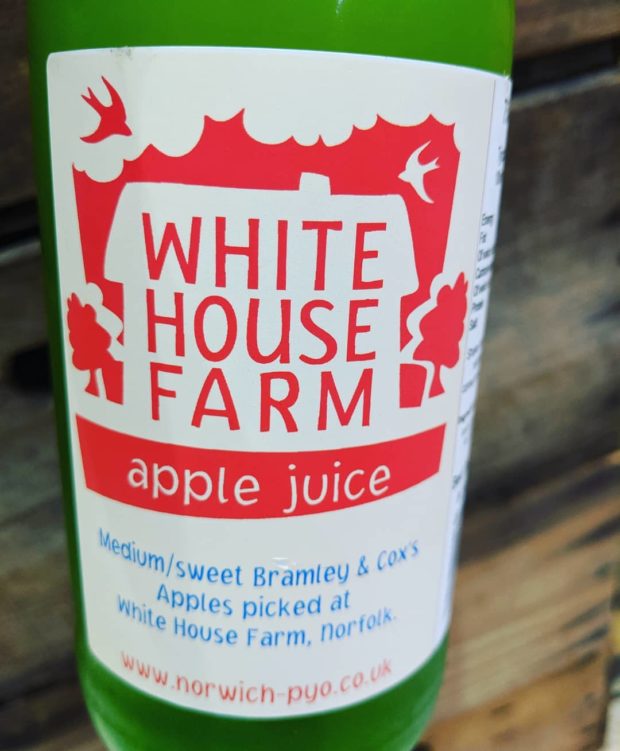 WHITE
HOUSE
FARM
apple juice
Medium/sweet Bramley & Cox's
Apples picked at
White House Farm, Norfolk.
www.norwich-pyo.co.uk
Fat